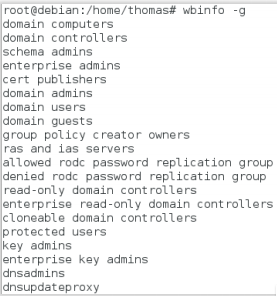 root@debian:/home/thomas# wbinfo -g
domain computers
domain controllers
schema admins
enterprise admins
cert publishers
domain admins
domain users
domain guests
group policy creator owners
ras and ias servers
allowed rodc password replication group
denied rodc password replication group
read-only domain controllers
enterprise read-only domain controllers
cloneable domain controllers
protected users
key admins
enterprise key admins
dnsadmins
dnsupdateproxy